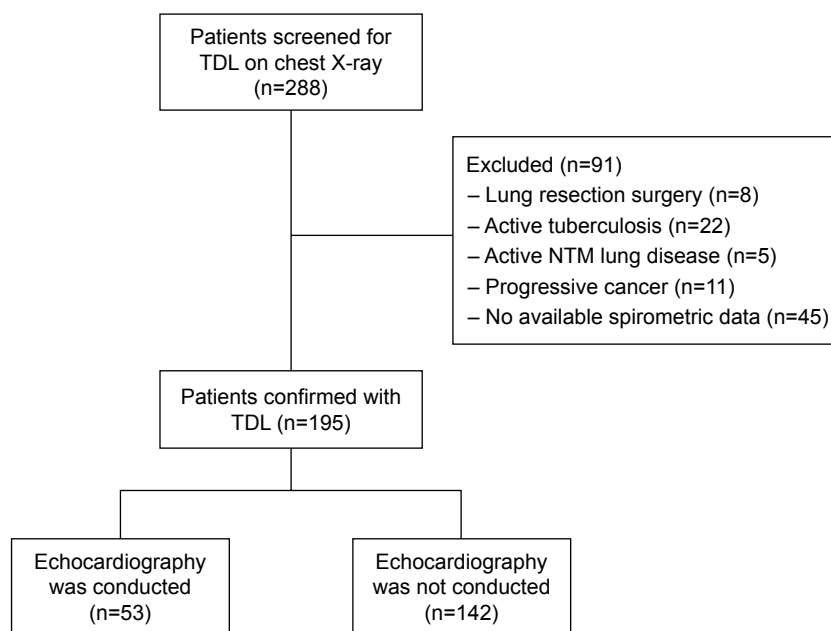 Patients screened for
TDL on chest X-ray
(n=288)
Excluded (n=91)
– Lung resection surgery (n=8)
– Active tuberculosis (n=22)
– Active NTM lung disease (n=5)
– Progressive cancer (n=11)
– No available spirometric data (n=45)
Patients confirmed with
TDL (n=195)
Echocardiography
was conducted
(n=53)
Echocardiography
was not conducted
(n=142)